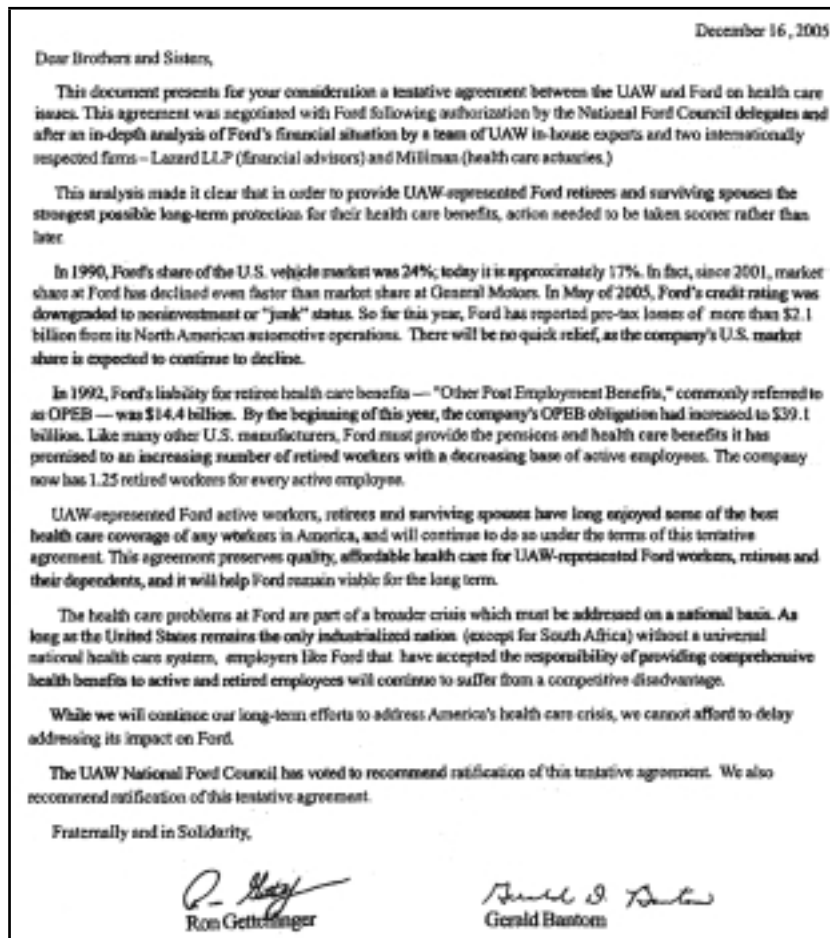 December 16, 2005
Dear Brothers and Sisters,
This document presents for your consideration a tentative agreement between the UAW and Ford on health care
issues. This agreement was negotiated with Ford following authorization by the National Ford Council delegates and
after an in-depth analysis of Ford's financial situation by a team of UAW in-house experts and two internationally
respected firms – Lazard LLP (financial advisors) and Milliman (health care actuaries.)
This analysis made it clear that in order to provide UAW-represented Ford retirees and surviving spouses the
strongest possible long-term protection for their health care benefits, action needed to be taken sooner rather than
later.
In 1990, Ford's share of the U.S. vehicle market was 24%; today it is approximately 17%. In fact, since 2001, market
share at Ford has declined even faster than market share at General Motors. In May of 2005, Ford's credit rating was
downgraded to noninvestment or "junk" status. So far this year, Ford has reported pre-tax losses of more than $2.1
billion from its North American automotive operations. There will be no quick relief, as the company's U.S. market
share is expected to continue to decline.
In 1992, Ford's liability for retiree health care benefits — "Other Post Employment Benefits," commonly referred to
as OPEB — was $14.4 billion. By the beginning of this year, the company's OPEB obligation had increased to $39.1
billion. Like many other U.S. manufacturers, Ford must provide the pensions and health care benefits it has
promised to an increasing number of retired workers with a decreasing base of active employees. The company
now has 1.25 retired workers for every active employee.
UAW-represented Ford active workers, retirees and surviving spouses have long enjoyed some of the best
health care coverage of any workers in America, and will continue to do so under the terms of this tentative
agreement. This agreement preserves quality, affordable health care for UAW-represented Ford workers, retirees and
their dependents, and it will help Ford remain viable for the long term.
The health care problems at Ford are part of a broader crisis which must be addressed on a national basis. As
long as the United States remains the only industrialized nation (except for South Africa) without a universal
national health care system, employers like Ford that have accepted the responsibility of providing comprehensive
health benefits to active and retired employees will continue to suffer from a competitive disadvantage.
While we will continue our long-term efforts to address America's health care crisis, we cannot afford to delay
addressing its impact on Ford.
The UAW National Ford Council has voted to recommend ratification of this tentative agreement. We also
recommend ratification of this tentative agreement.
Fraternally and in Solidarity,
Ron Gettelfinger
Gerald Bantom